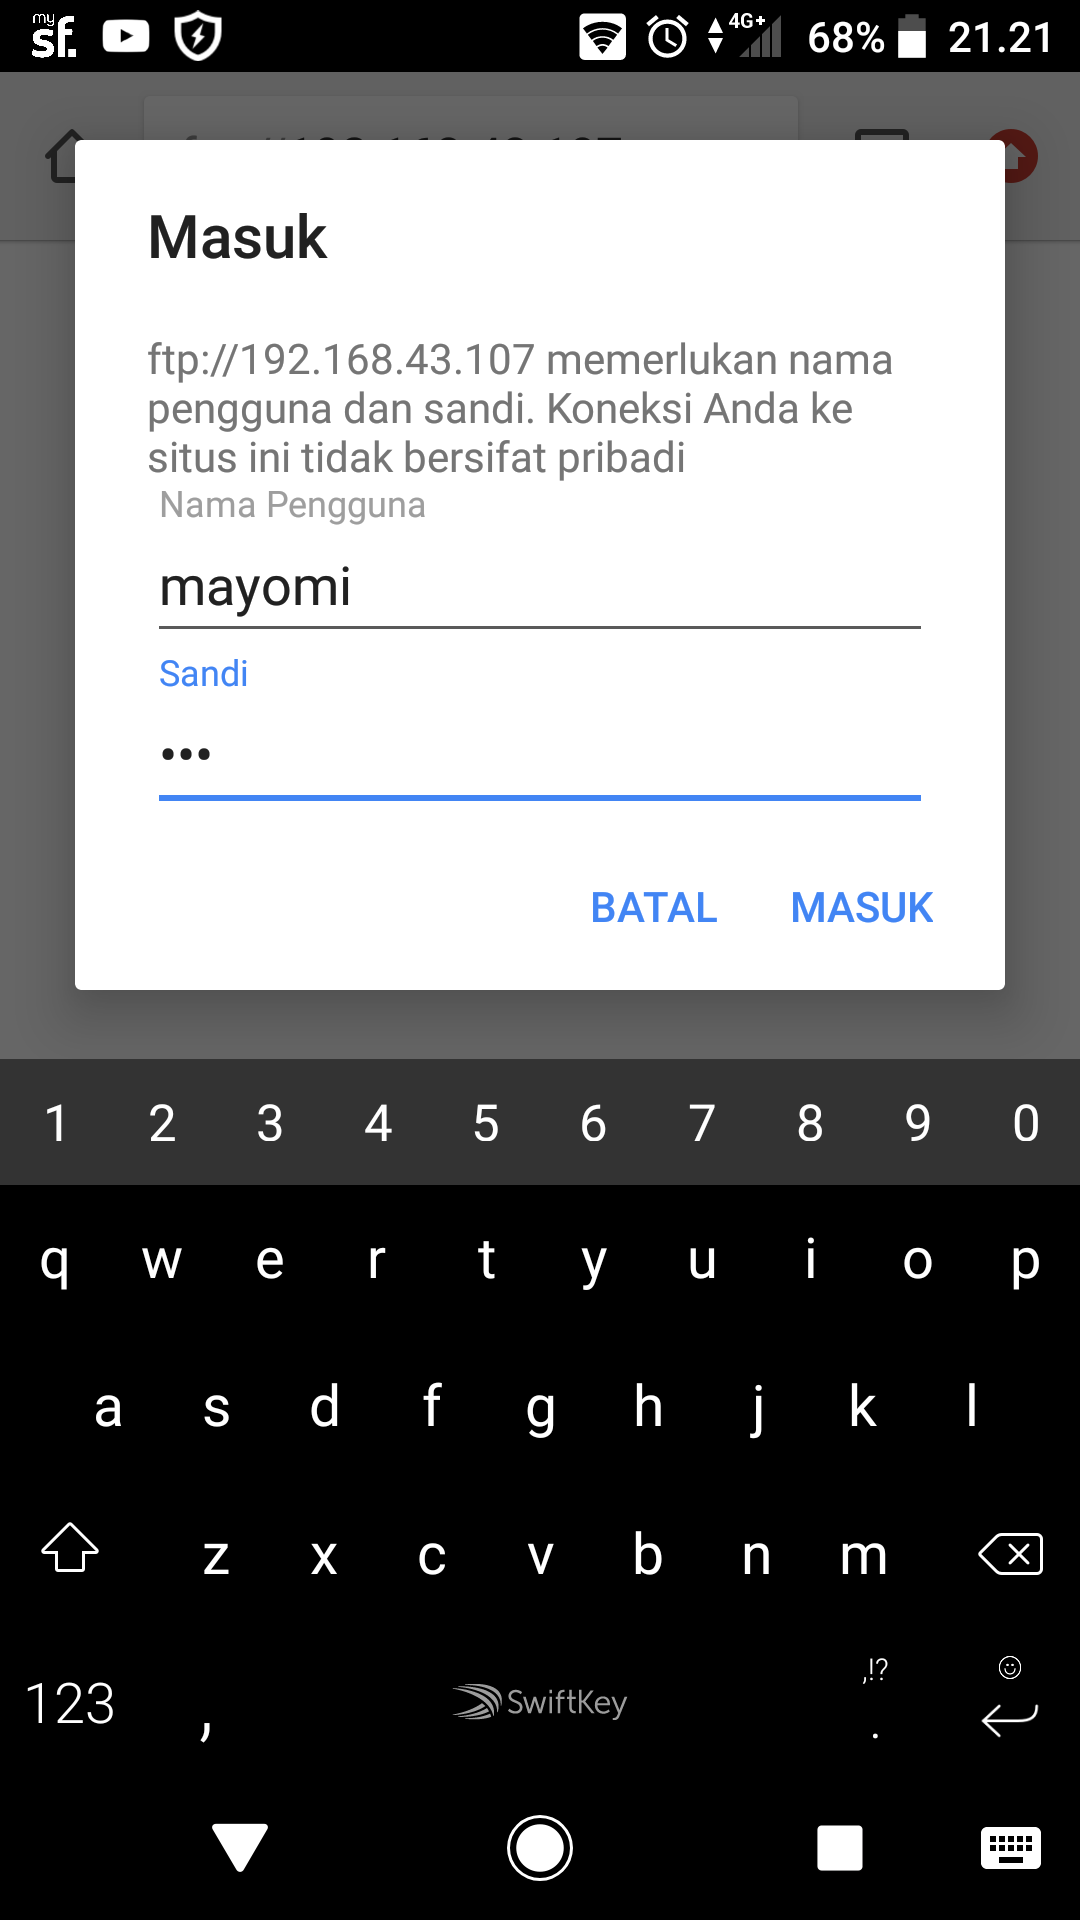 my
sf.
4G+
68%
21.21
Masuk
ftp://192.168.43.107 memerlukan nama
pengguna dan sandi. Koneksi Anda ke
situs ini tidak bersifat pribadi
Nama Pengguna
mayomi
Sandi
•••
BATAL MASUK
1 2 3 4 5 6 7 8 9 0
q w e r t y u i o p
a s d f g h j k l
z x c v b n m
,!?
123 , SwiftKey .